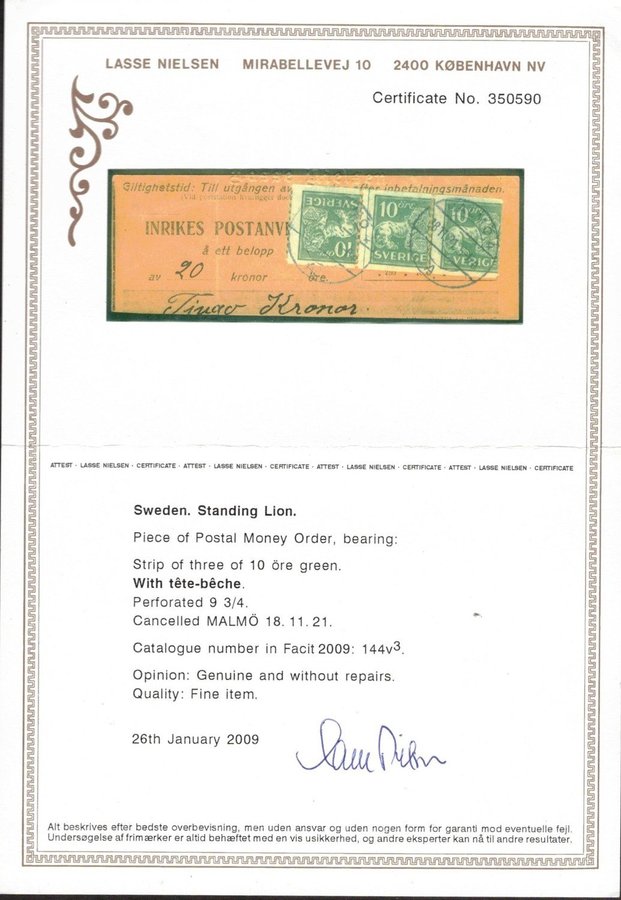 LASSE NIELSEN MIRABELLEVEJ 10 2400 KØBENHAVN NV
Certificate No. 350590
Giltighetstid: Till utgången av inbetalningsmånaden.
INRIKES POSTANV
å ett belopp
av 20 kronor öre.
Tjugo Kronor.
SVERIGE 10
10 SVERIGE
10 SVERIGE
ATTEST · LASSE NIELSEN · CERTIFICATE · ATTEST · LASSE NIELSEN · CERTIFICATE · ATTEST · LASSE NIELSEN · CERTIFICATE · ATTEST · LASSE NIELSEN · CERTIFICATE
Sweden. Standing Lion.
Piece of Postal Money Order, bearing:
Strip of three of 10 öre green.
With tête-bêche.
Perforated 9 3/4.
Cancelled MALMÖ 18. 11. 21.
Catalogue number in Facit 2009: 144v3.
Opinion: Genuine and without repairs.
Quality: Fine item.
26th January 2009
Alt beskrives efter bedste overbevisning, men uden ansvar og uden nogen form for garanti mod eventuelle fejl.
Undersøgelse af frimærker er altid behæftet med en vis usikkerhed, og andre eksperter kan nå til andre resultater.